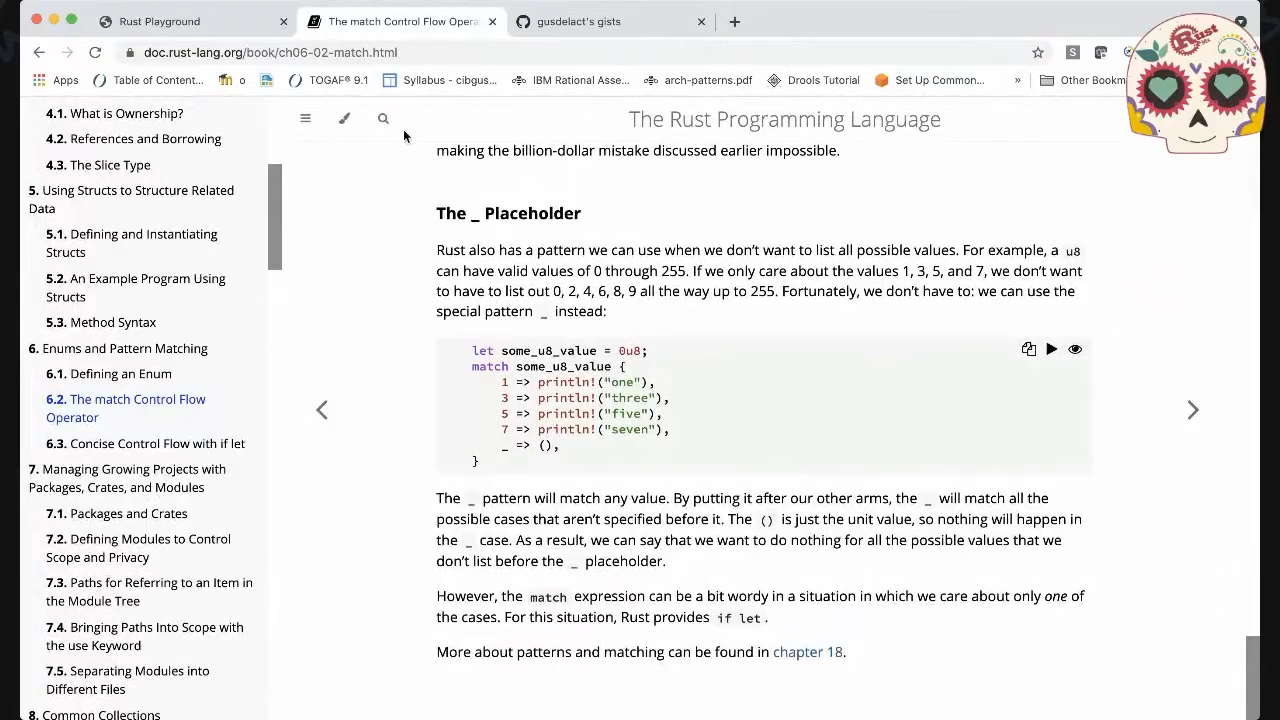 Rust Playground
The match Control Flow Opera
gusdelact's gists
doc.rust-lang.org/book/ch06-02-match.html
S
Apps
Table of Content…
o
TOGAF® 9.1
Syllabus - cibgus…
IBM Rational Asse…
arch-patterns.pdf
Drools Tutorial
Set Up Common…
»
Other Bookm
Rust
4.1. What is Ownership?
4.2. References and Borrowing
4.3. The Slice Type
5. Using Structs to Structure Related
Data
5.1. Defining and Instantiating
Structs
5.2. An Example Program Using
Structs
5.3. Method Syntax
6. Enums and Pattern Matching
6.1. Defining an Enum
6.2. The match Control Flow
Operator
6.3. Concise Control Flow with if let
7. Managing Growing Projects with
Packages, Crates, and Modules
7.1. Packages and Crates
7.2. Defining Modules to Control
Scope and Privacy
7.3. Paths for Referring to an Item in
the Module Tree
7.4. Bringing Paths Into Scope with
the use Keyword
7.5. Separating Modules into
Different Files
8. Common Collections
The Rust Programming Language
making the billion-dollar mistake discussed earlier impossible.
The _ Placeholder
Rust also has a pattern we can use when we don't want to list all possible values. For example, a u8
can have valid values of 0 through 255. If we only care about the values 1, 3, 5, and 7, we don't want
to have to list out 0, 2, 4, 6, 8, 9 all the way up to 255. Fortunately, we don't have to: we can use the
special pattern _ instead:
let some_u8_value = 0u8;
match some_u8_value {
1 => println!("one"),
3 => println!("three"),
5 => println!("five"),
7 => println!("seven"),
_ => (),
}
The _ pattern will match any value. By putting it after our other arms, the _ will match all the
possible cases that aren't specified before it. The () is just the unit value, so nothing will happen in
the _ case. As a result, we can say that we want to do nothing for all the possible values that we
don't list before the _ placeholder.
However, the match expression can be a bit wordy in a situation in which we care about only one of
the cases. For this situation, Rust provides if let.
More about patterns and matching can be found in chapter 18.